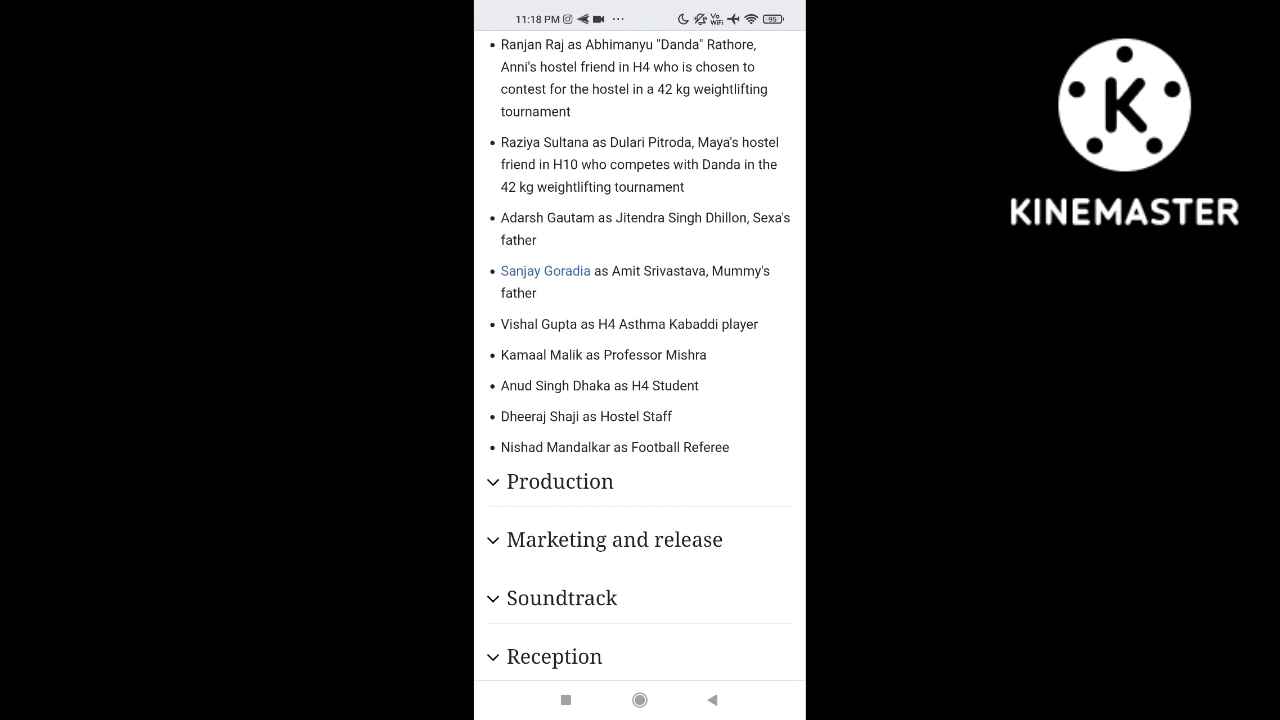 11:18 PM
Vo
WiFi
95
Ranjan Raj as Abhimanyu "Danda" Rathore,
Anni's hostel friend in H4 who is chosen to
contest for the hostel in a 42 kg weightlifting
tournament
Raziya Sultana as Dulari Pitroda, Maya's hostel
friend in H10 who competes with Danda in the
42 kg weightlifting tournament
Adarsh Gautam as Jitendra Singh Dhillon, Sexa's
father
Sanjay Goradia as Amit Srivastava, Mummy's
father
Vishal Gupta as H4 Asthma Kabaddi player
Kamaal Malik as Professor Mishra
Anud Singh Dhaka as H4 Student
Dheeraj Shaji as Hostel Staff
Nishad Mandalkar as Football Referee
Production
Marketing and release
Soundtrack
Reception
K
KINEMASTER